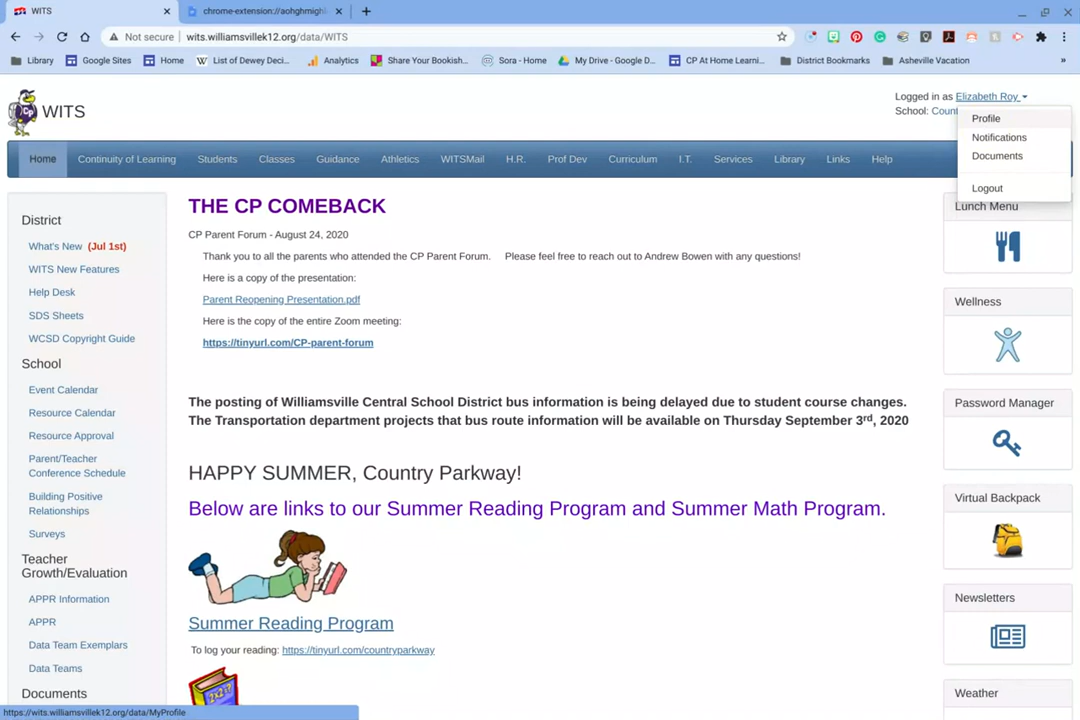 WITS
chrome-extension://aohghmighl
Not secure | wits.williamsvillek12.org/data/WITS
Library
Google Sites
Home
List of Dewey Deci...
Analytics
Share Your Bookish...
Sora - Home
My Drive - Google D...
CP At Home Learni...
District Bookmarks
Asheville Vacation
»
CP
WITS
Logged in as Elizabeth Roy
School: Count
Profile
Notifications
Documents
Logout
Home
Continuity of Learning
Students
Classes
Guidance
Athletics
WITSMail
H.R.
Prof Dev
Curriculum
I.T.
Services
Library
Links
Help
District
What's New (Jul 1st)
WITS New Features
Help Desk
SDS Sheets
WCSD Copyright Guide
School
Event Calendar
Resource Calendar
Resource Approval
Parent/Teacher
Conference Schedule
Building Positive
Relationships
Surveys
Teacher
Growth/Evaluation
APPR Information
APPR
Data Team Exemplars
Data Teams
Documents
THE CP COMEBACK
CP Parent Forum - August 24, 2020
Thank you to all the parents who attended the CP Parent Forum. Please feel free to reach out to Andrew Bowen with any questions!
Here is a copy of the presentation:
Parent Reopening Presentation.pdf
Here is the copy of the entire Zoom meeting:
https://tinyurl.com/CP-parent-forum
The posting of Williamsville Central School District bus information is being delayed due to student course changes.
The Transportation department projects that bus route information will be available on Thursday September 3rd, 2020
HAPPY SUMMER, Country Parkway!
Below are links to our Summer Reading Program and Summer Math Program.
Summer Reading Program
To log your reading: https://tinyurl.com/countryparkway
Lunch Menu
Wellness
Password Manager
Virtual Backpack
Newsletters
Weather
https://wits.williamsvillek12.org/data/MyProfile